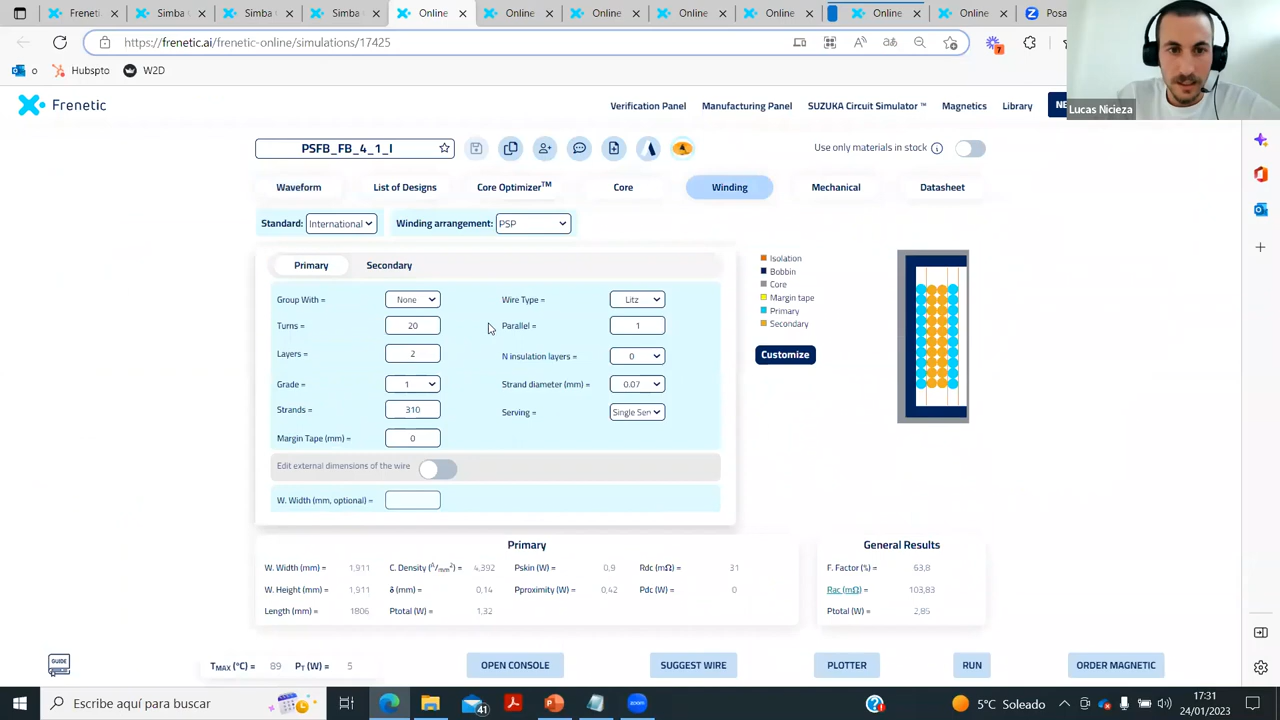 Simb
Simulat
Simulat
Online
Online
Online
Online
Online
Posa
https://frenetic.ai/frenetic-online/simulations/17425
o
Hubspto
W2D
Lucas Nicieza
Frenetic
Verification Panel
Manufacturing Panel
SUZUKA Circuit Simulator ™
Magnetics
Library
NE
PSFB_FB_4_1_I
Use only materials in stock
Waveform
List of Designs
Core Optimizer™
Core
Winding
Mechanical
Datasheet
Standard: International
Winding arrangement: PSP
Primary
Secondary
Group With = None
Wire Type = Litz
Turns = 20
Parallel = 1
Layers = 2
N insulation layers = 0
Grade = 1
Strand diameter (mm) = 0.07
Strands = 310
Serving = Single Serv
Margin Tape (mm) = 0
Edit external dimensions of the wire
W. Width (mm, optional) =
Isolation
Bobbin
Core
Margin tape
Primary
Secondary
Customize
Primary
W. Width (mm) = 1,911
C. Density (A/mm²) = 4,392
Pskin (W) = 0,9
Rdc (mΩ) = 31
W. Height (mm) = 1,911
δ (mm) = 0,14
Pproximity (W) = 0,42
Pdc (W) = 0
Length (mm) = 1806
Ptotal (W) = 1,32
General Results
F. Factor (%) = 63,8
Rac (mΩ) = 103,83
Ptotal (W) = 2,85
GUIDE
TMAX (°C) = 89
PT (W) = 5
OPEN CONSOLE
SUGGEST WIRE
PLOTTER
RUN
ORDER MAGNETIC
Escribe aquí para buscar
41
5°C Soleado
17:31
24/01/2023